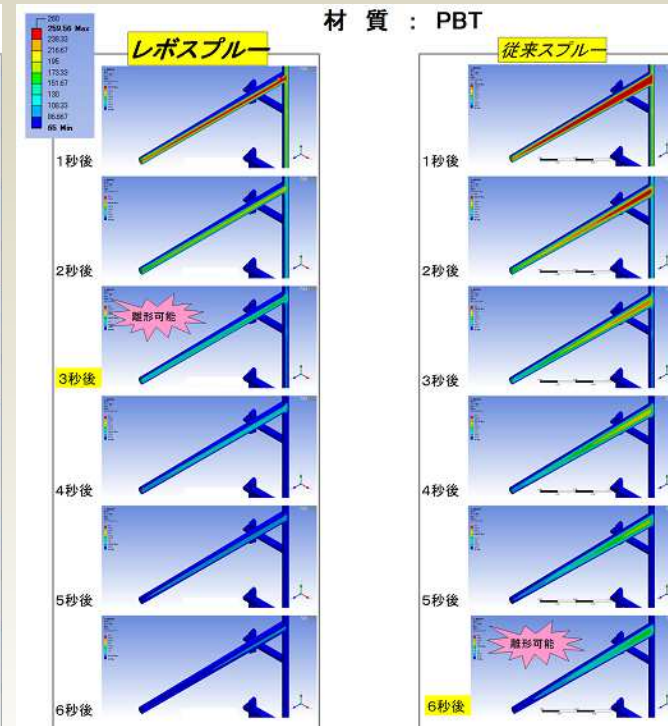 材 質 : PBT
260
259.56 Max
238.33
216.67
195
173.33
151.67
130
108.33
86.667
65 Min
レボスプルー
1秒後
2秒後
離形可能
3秒後
4秒後
5秒後
6秒後
従来スプルー
1秒後
2秒後
3秒後
4秒後
5秒後
離形可能
6秒後